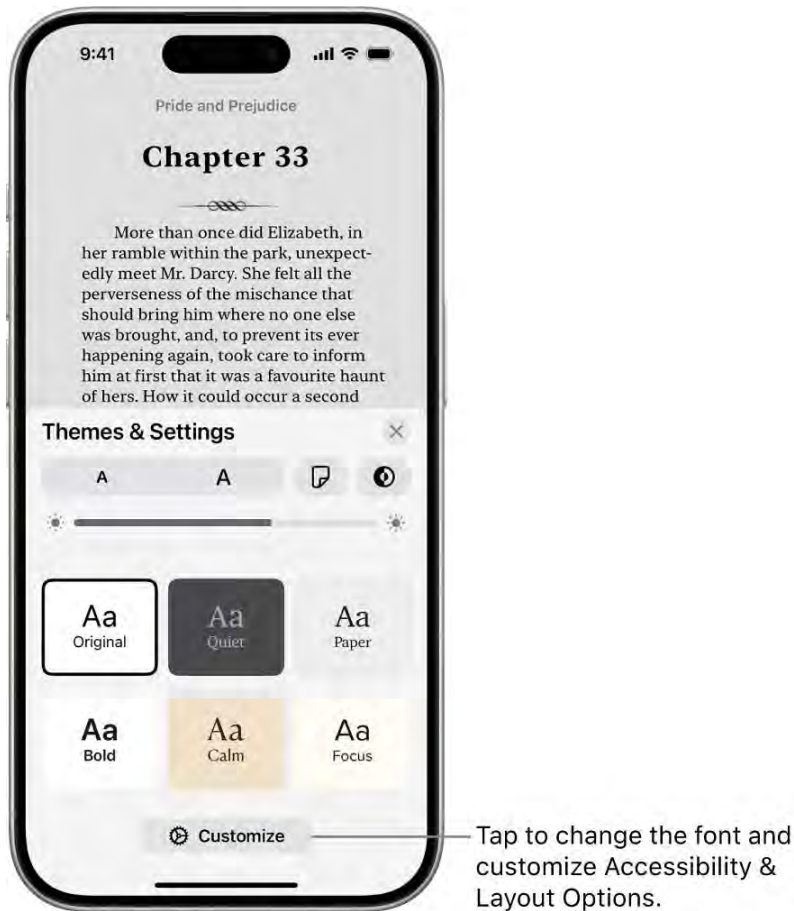 9:41
Pride and Prejudice
Chapter 33
More than once did Elizabeth, in
her ramble within the park, unexpect-
edly meet Mr. Darcy. She felt all the
perverseness of the mischance that
should bring him where no one else
was brought, and, to prevent its ever
happening again, took care to inform
him at first that it was a favourite haunt
of hers. How it could occur a second
Themes & Settings
A A
Aa Aa Aa
Original Quiet Paper
Aa Aa Aa
Bold Calm Focus
Customize
Tap to change the font and
customize Accessibility &
Layout Options.